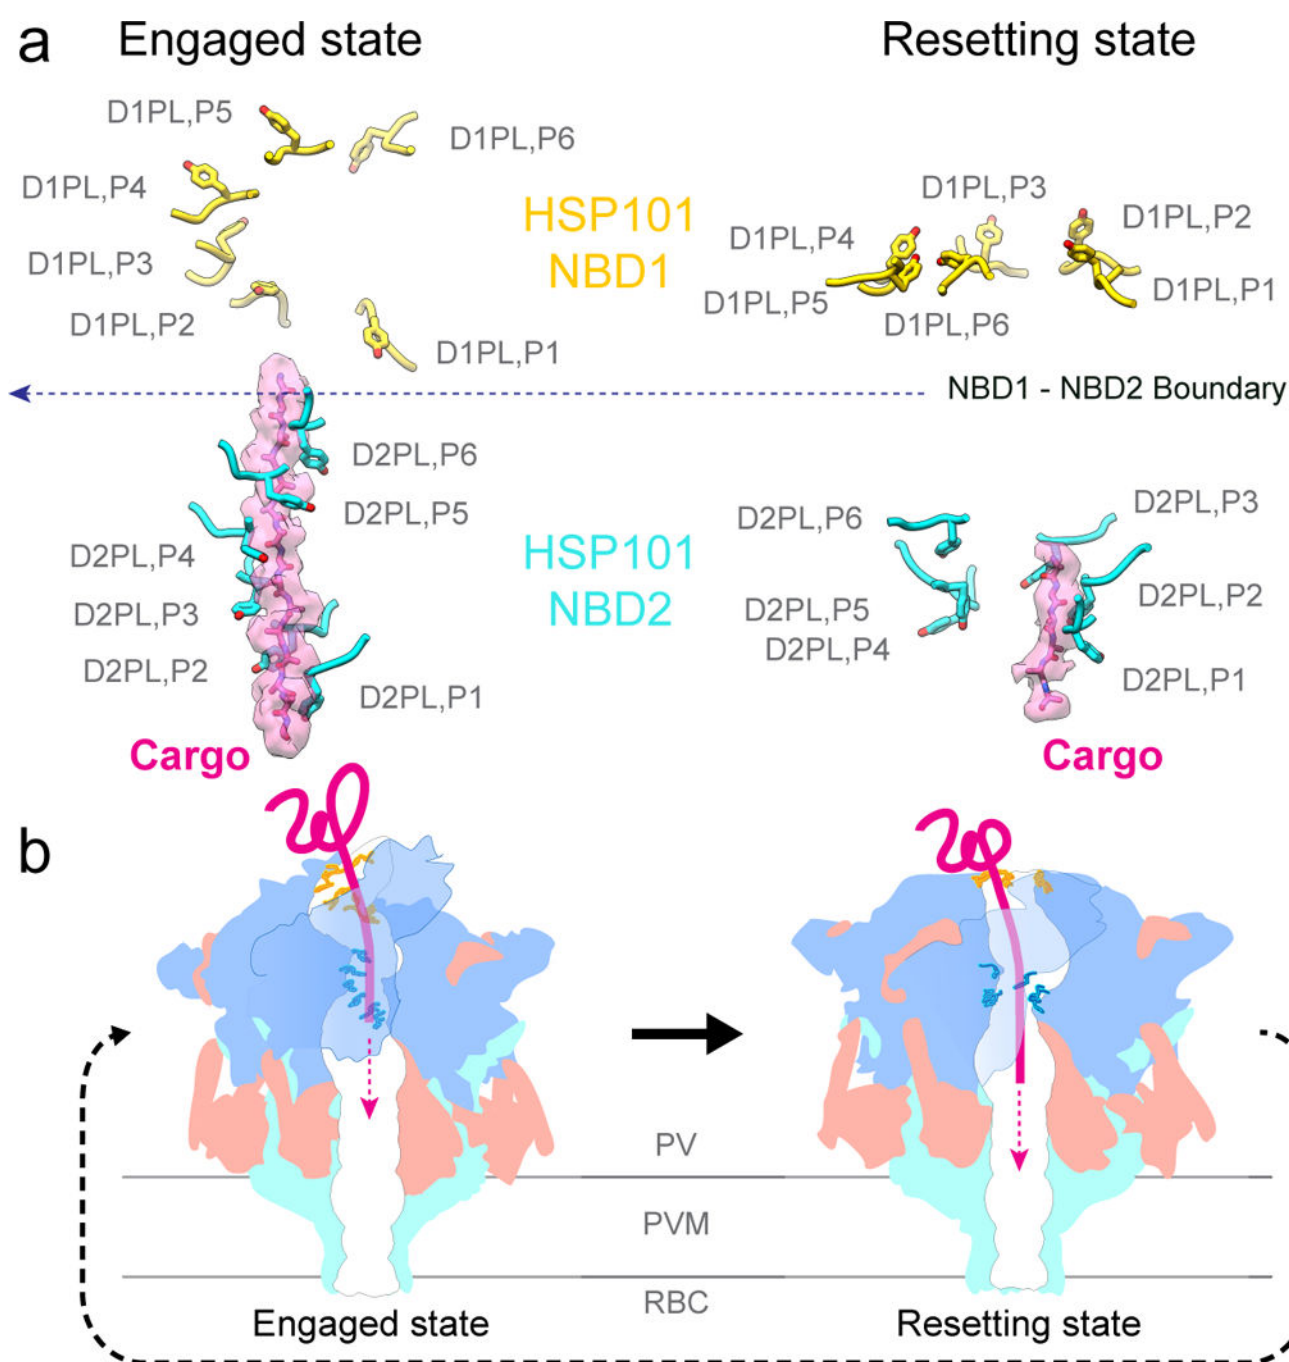 a
Engaged state
Resetting state
D1PL,P5
D1PL,P6
D1PL,P4
D1PL,P3
D1PL,P2
D1PL,P1
HSP101
NBD1
D1PL,P3
D1PL,P2
D1PL,P4
D1PL,P1
D1PL,P5
D1PL,P6
NBD1 - NBD2 Boundary
D2PL,P6
D2PL,P5
D2PL,P4
D2PL,P3
D2PL,P2
D2PL,P1
Cargo
HSP101
NBD2
D2PL,P3
D2PL,P6
D2PL,P2
D2PL,P5
D2PL,P4
D2PL,P1
Cargo
b
PV
PVM
RBC
Engaged state
Resetting state